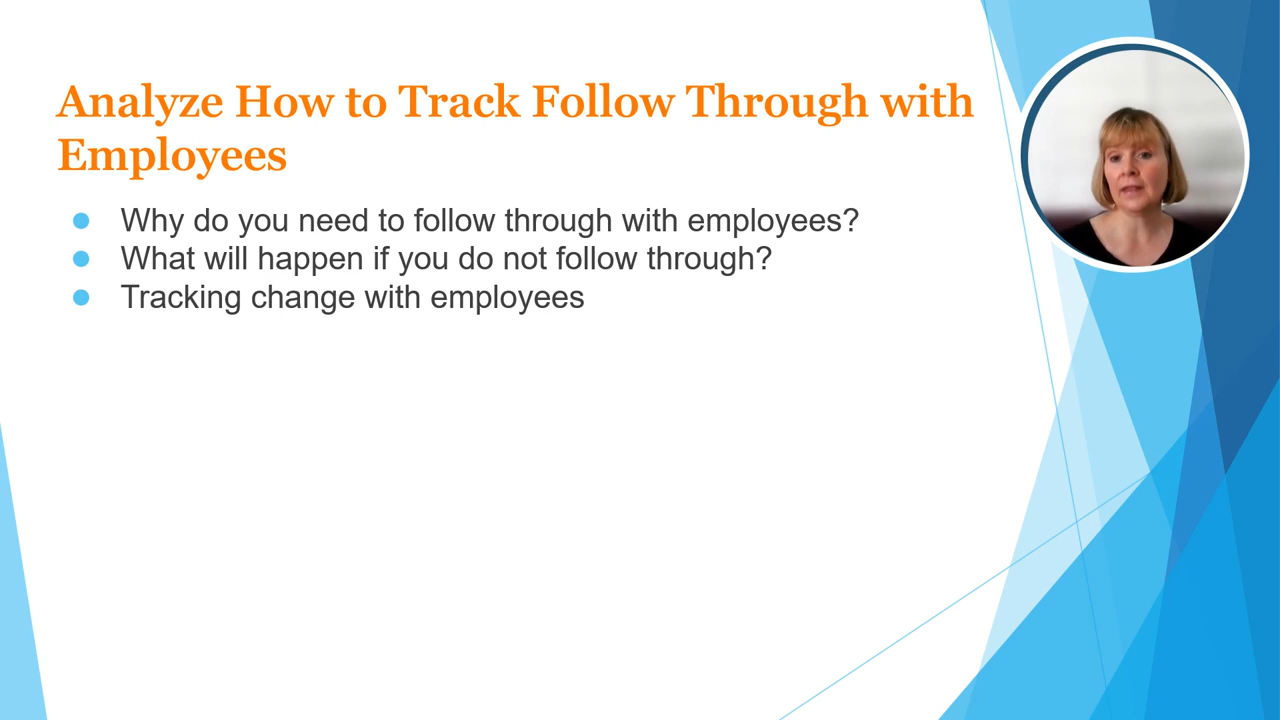 Analyze How to Track Follow Through with
Employees
Why do you need to follow through with employees?
What will happen if you do not follow through?
Tracking change with employees